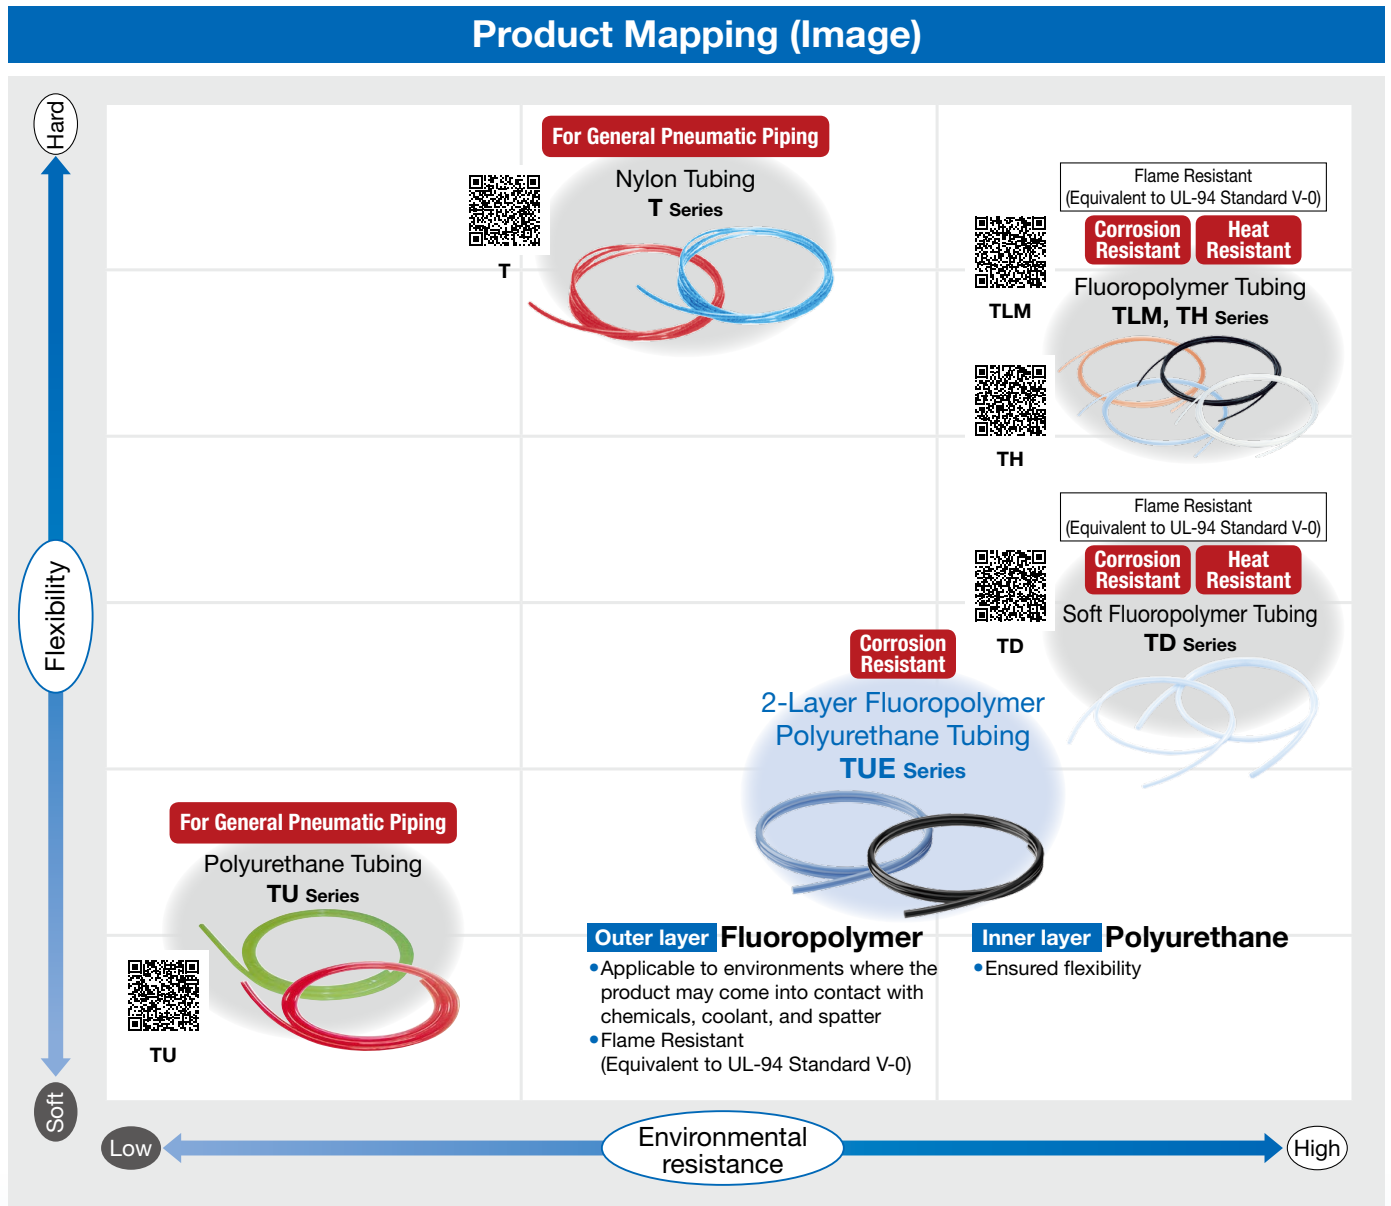 Product Mapping (Image)
Hard
Flexibility
Soft
For General Pneumatic Piping
Nylon Tubing
T Series
T
Flame Resistant
(Equivalent to UL-94 Standard V-0)
Corrosion
Resistant
Heat
Resistant
Fluoropolymer Tubing
TLM, TH Series
TLM
TH
Flame Resistant
(Equivalent to UL-94 Standard V-0)
Corrosion
Resistant
Heat
Resistant
Soft Fluoropolymer Tubing
TD Series
TD
Corrosion
Resistant
2-Layer Fluoropolymer
Polyurethane Tubing
TUE Series
For General Pneumatic Piping
Polyurethane Tubing
TU Series
TU
Outer layer Fluoropolymer
•Applicable to environments where the
product may come into contact with
chemicals, coolant, and spatter
•Flame Resistant
(Equivalent to UL-94 Standard V-0)
Inner layer Polyurethane
•Ensured flexibility
Low
Environmental
resistance
High